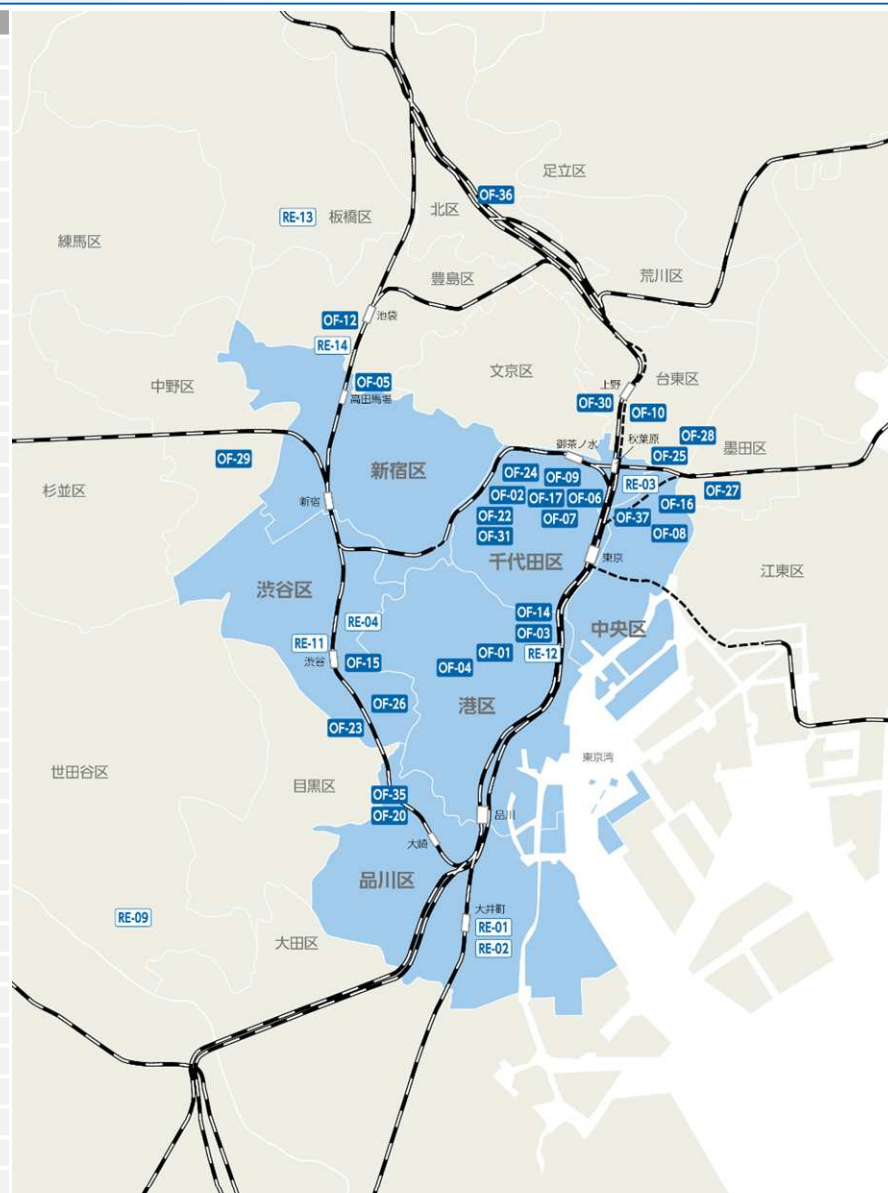 足立区
OF-36
北区
RE-13
板橋区
練馬区
荒川区
豊島区
OF-12
池袋
RE-14
文京区
中野区
OF-05
高田馬場
上野
台東区
OF-30
OF-10
御茶ノ水
秋葉原
OF-28
墨田区
OF-29
新宿区
OF-25
OF-24
OF-09
RE-03
OF-27
杉並区
新宿
OF-02
OF-17
OF-06
OF-16
OF-22
OF-07
OF-37
OF-31
OF-08
千代田区
東京
江東区
渋谷区
OF-14
RE-04
OF-03
中央区
RE-11
OF-01
RE-12
渋谷
OF-15
OF-04
OF-26
港区
OF-23
東京湾
世田谷区
目黒区
OF-35
OF-20
品川
大崎
品川区
大井町
RE-09
RE-01
大田区
RE-02